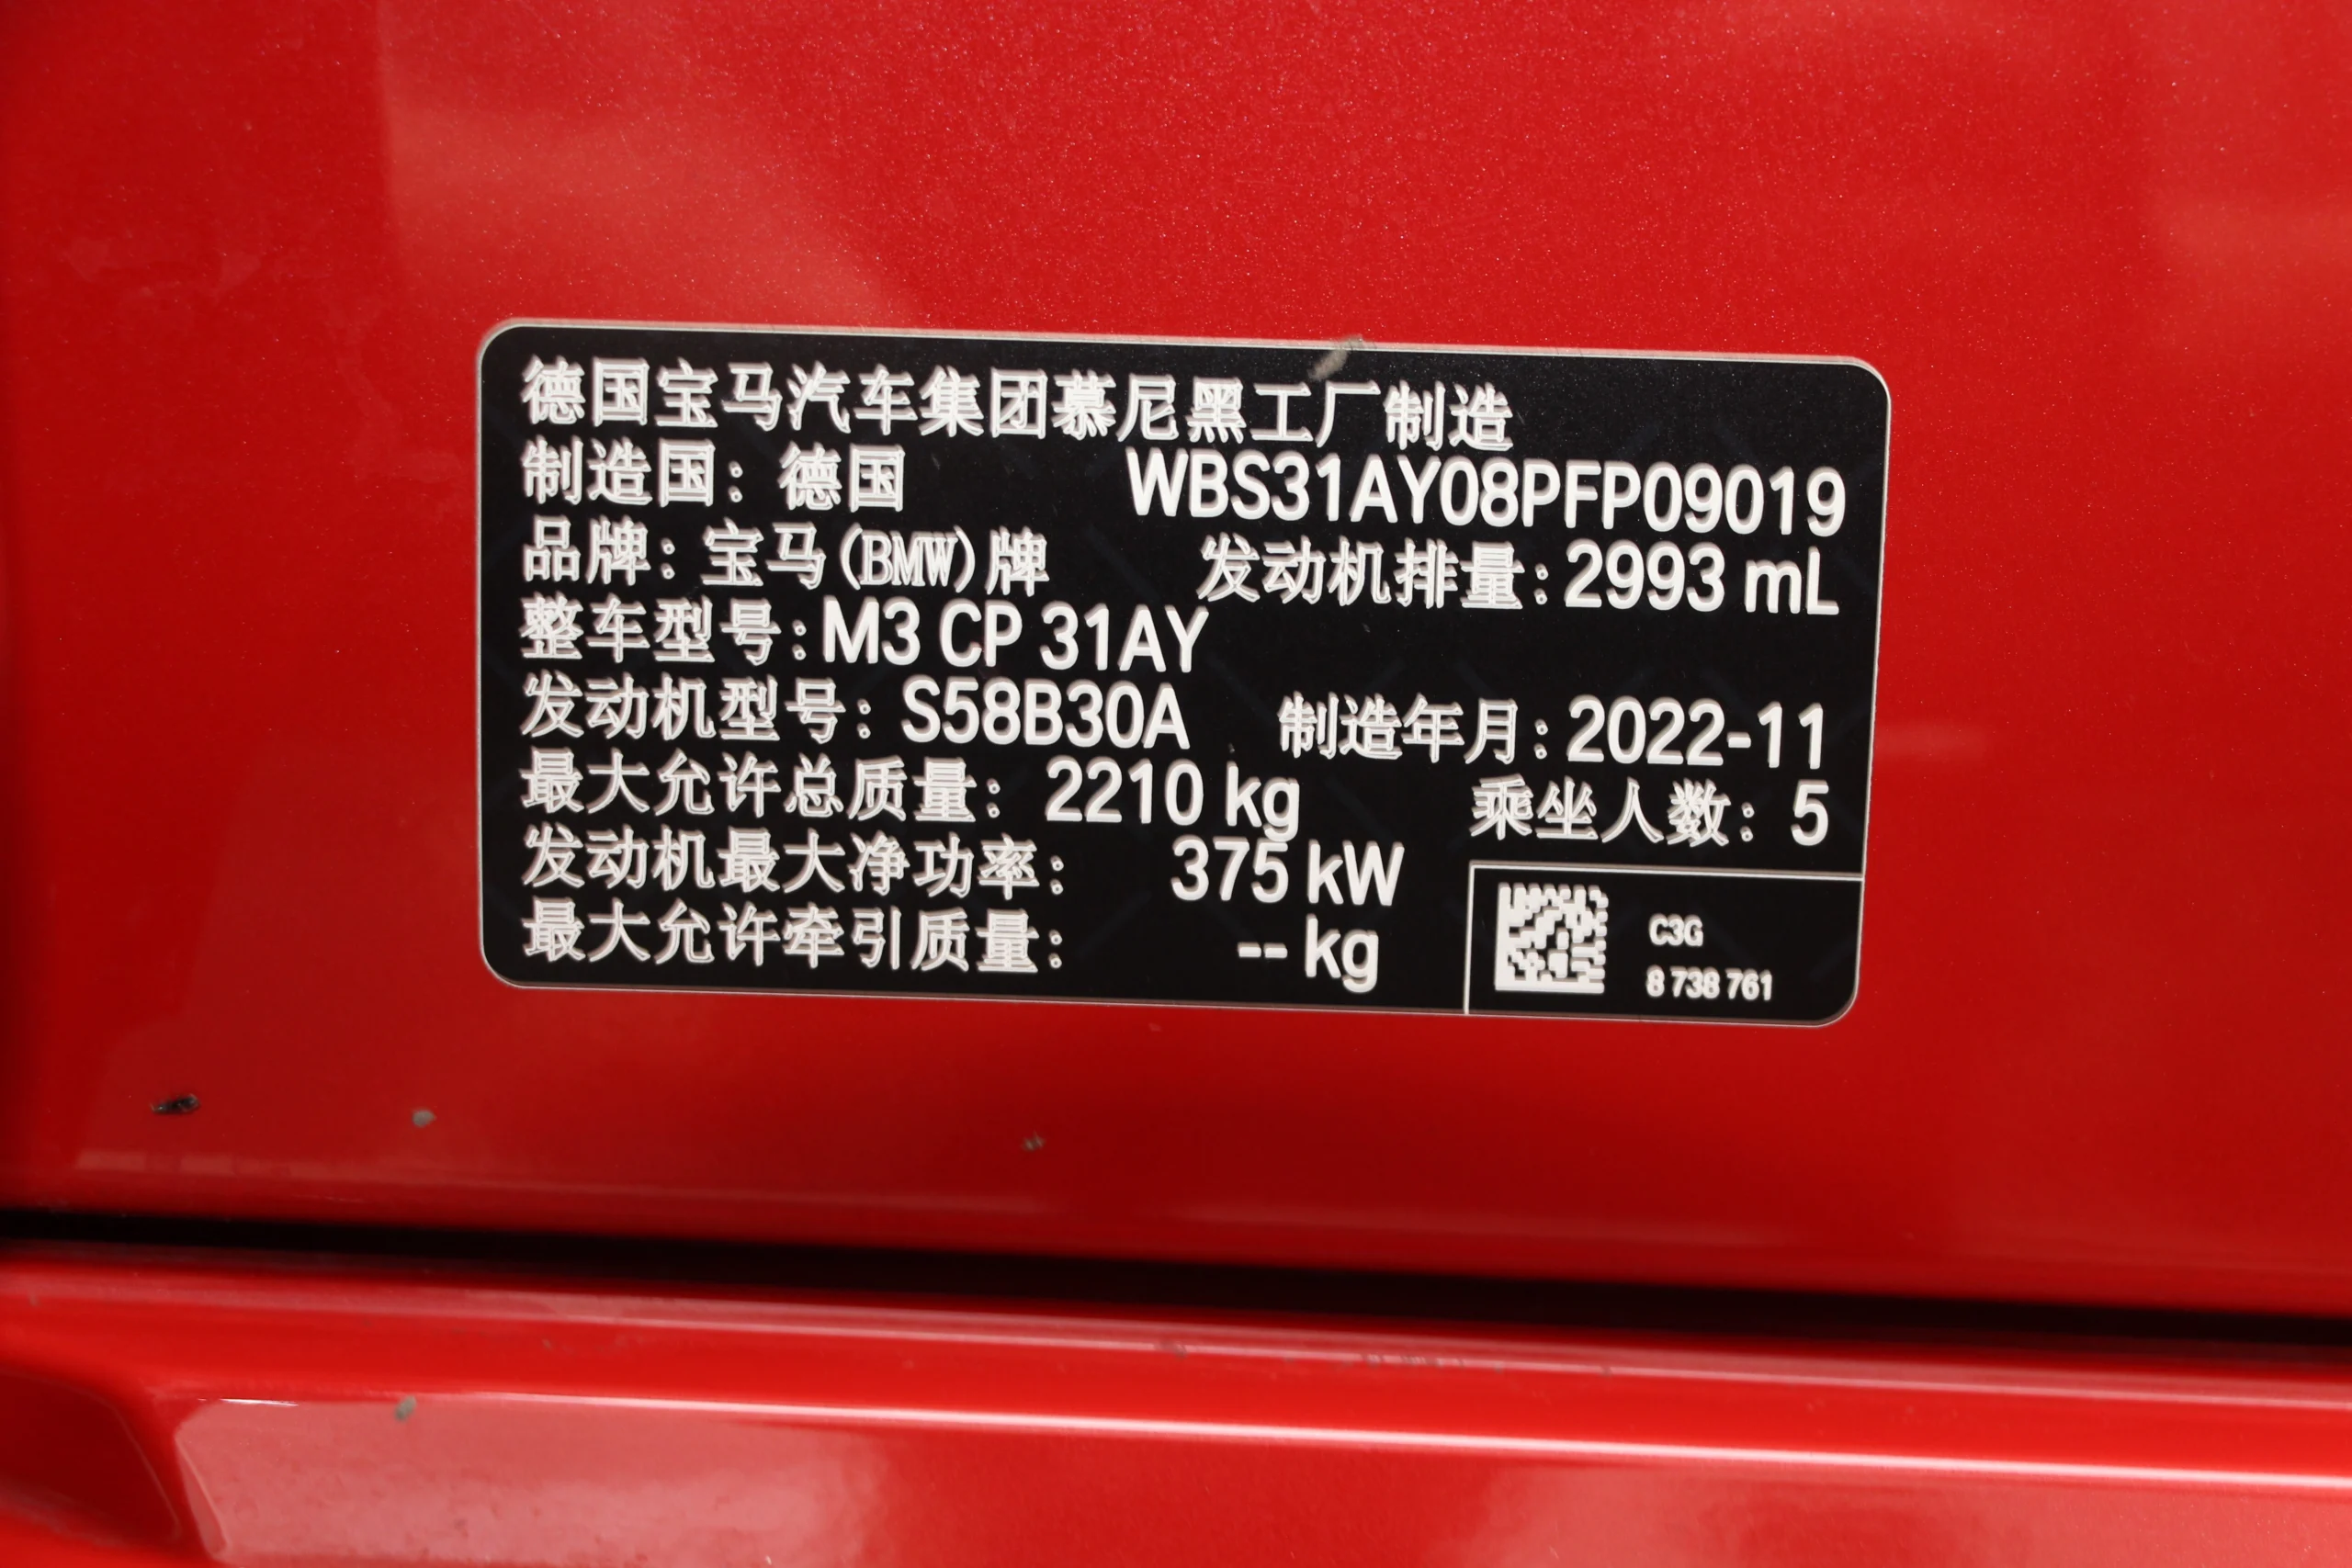 德国宝马汽车集团慕尼黑工厂制造
制造国：德国 WBS31AY08PFP09019
品牌：宝马(BMW)牌 发动机排量：2993 mL
整车型号：M3 CP 31AY
发动机型号：S58B30A 制造年月：2022-11
最大允许总质量：2210 kg 乘坐人数：5
发动机最大净功率：375 kW
最大允许牵引质量：-- kg
C3G
8 738 761